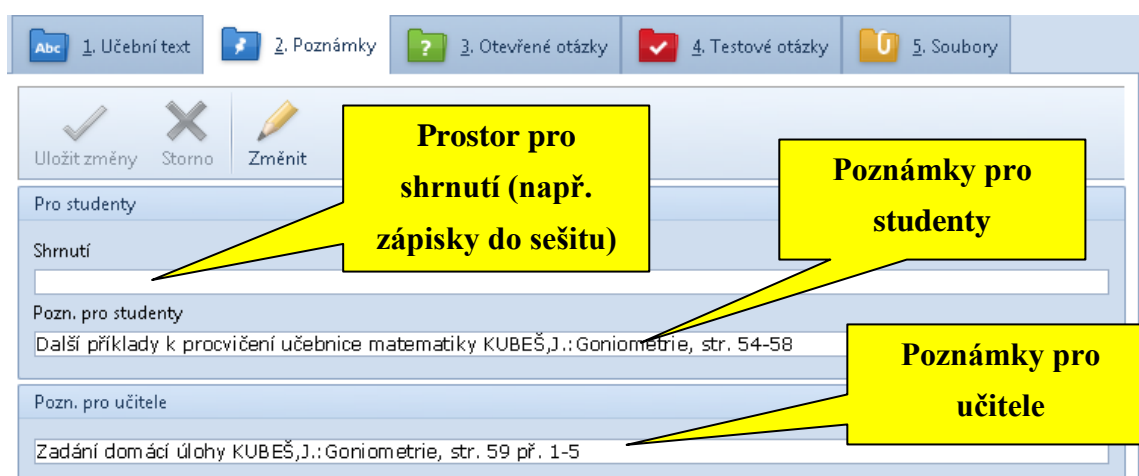 Abc 1. Učební text 2. Poznámky ? 3. Otevřené otázky 4. Testové otázky 5. Soubory
Uložit změny Storno Změnit
Prostor pro
shrnutí (např.
zápisky do sešitu)
Poznámky pro
studenty
Pro studenty
Shrnutí
Pozn. pro studenty
Další příklady k procvičení učebnice matematiky KUBEŠ,J.:Goniometrie, str. 54-58
Poznámky pro
učitele
Pozn. pro učitele
Zadání domácí úlohy KUBEŠ,J.:Goniometrie, str. 59 př. 1-5